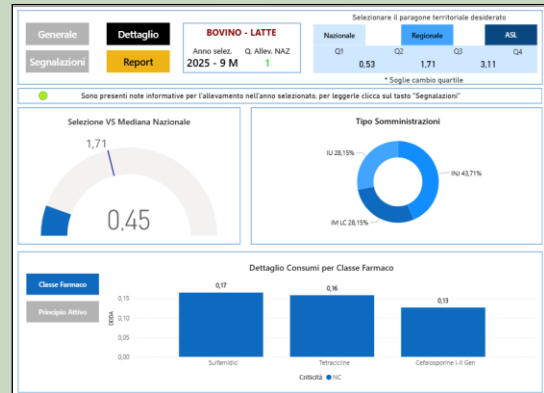 Generale
Dettaglio
Segnalazioni
Report
BOVINO - LATTE
Anno selez.
Q. Allev. NAZ
2025 - 9 M
1
Selezionare il paragone territoriale desiderato
Nazionale
Regionale
ASL
Q1
Q2
Q3
Q4
0,53
1,71
3,11
* Soglie cambio quartile
Sono presenti note informative per l'allevamento nell'anno selezionato, per leggerle clicca sul tasto "Segnalazioni"
Selezione VS Mediana Nazionale
1,71
0,45
Tipo Somministrazioni
IU 28,15%
INJ 43,71%
IM LC 28,15%
Dettaglio Consumi per Classe Farmaco
Classe Farmaco
Principio Attivo
DDDA
0,15
0,10
0,05
0,00
0,17
0,16
0,13
Sulfamidici
Tetracicline
Cefalosporine I-II Gen
Criticità NC